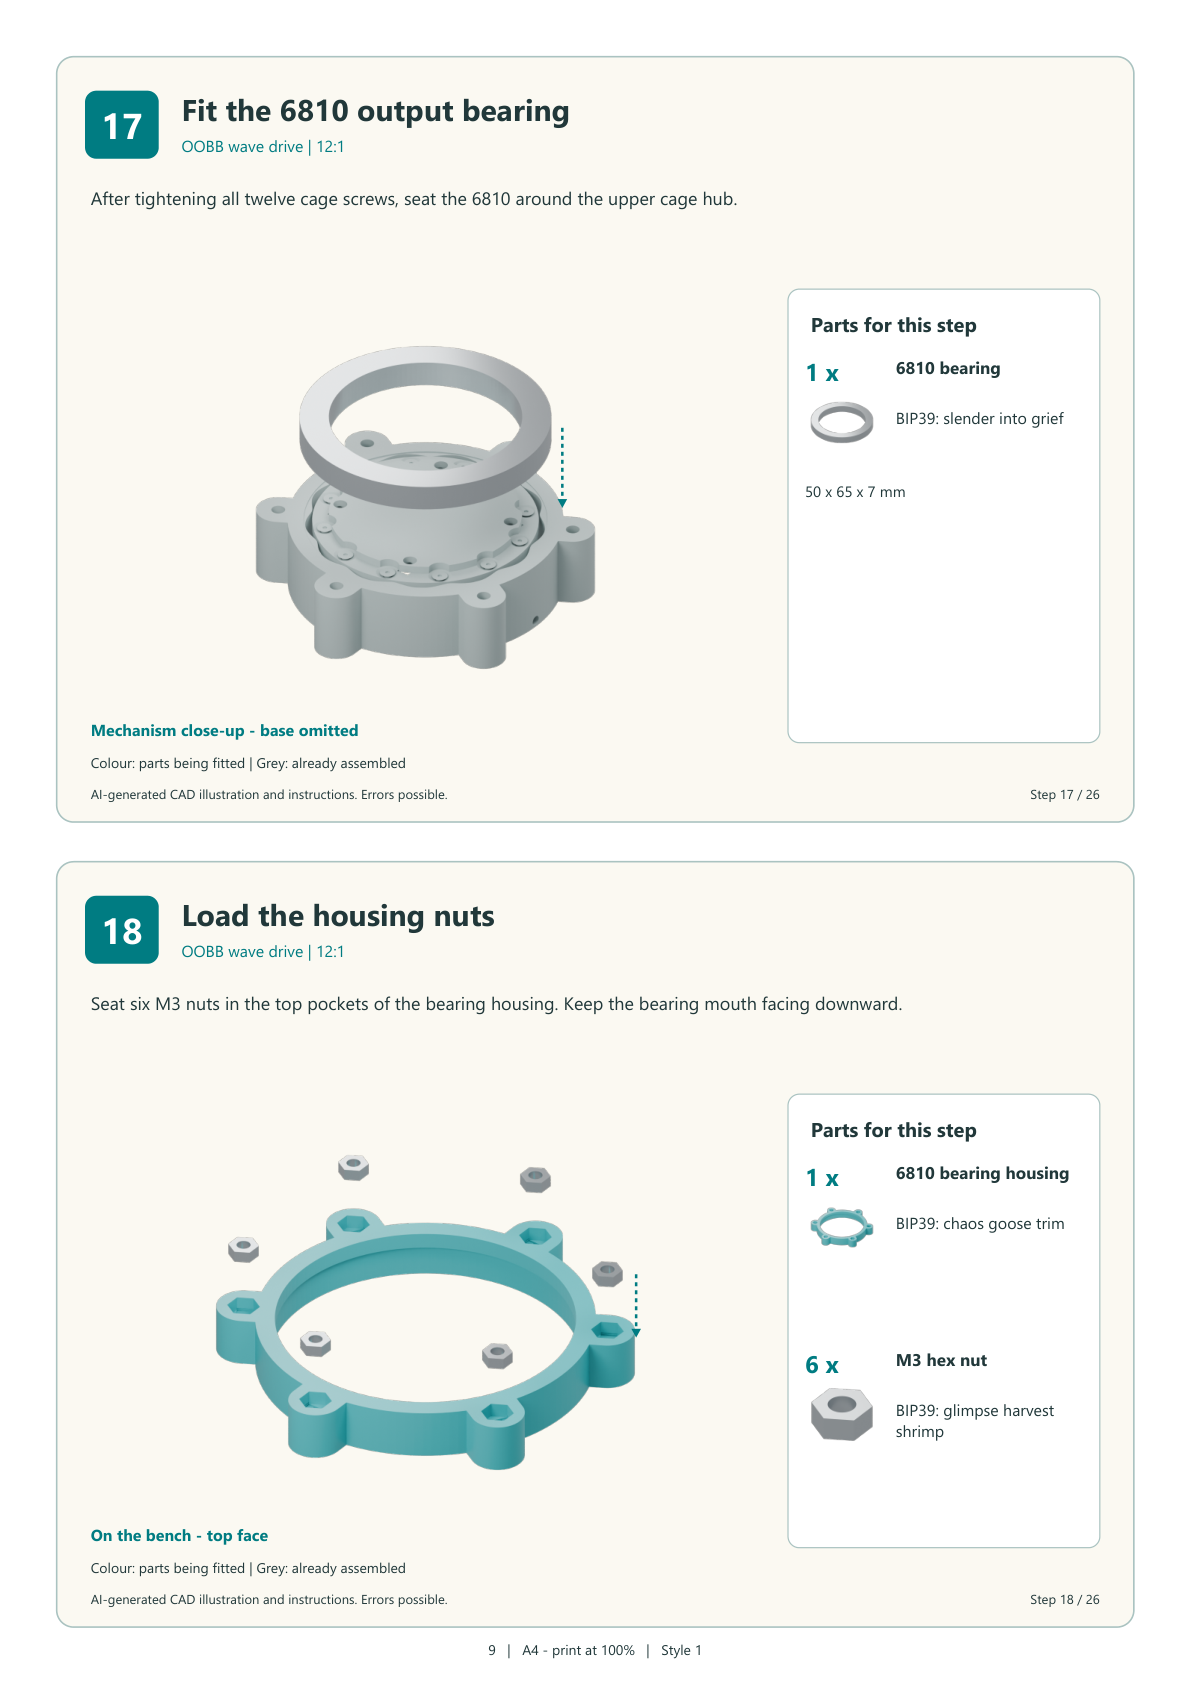 17
Fit the 6810 output bearing
OOBB wave drive | 12:1
After tightening all twelve cage screws, seat the 6810 around the upper cage hub.
Parts for this step
1 x
6810 bearing
BIP39: slender into grief
50 x 65 x 7 mm
Mechanism close-up - base omitted
Colour: parts being fitted | Grey: already assembled
AI-generated CAD illustration and instructions. Errors possible.
Step 17 / 26
18
Load the housing nuts
OOBB wave drive | 12:1
Seat six M3 nuts in the top pockets of the bearing housing. Keep the bearing mouth facing downward.
Parts for this step
1 x
6810 bearing housing
BIP39: chaos goose trim
6 x
M3 hex nut
BIP39: glimpse harvest
shrimp
On the bench - top face
Colour: parts being fitted | Grey: already assembled
AI-generated CAD illustration and instructions. Errors possible.
Step 18 / 26
9 | A4 - print at 100% | Style 1